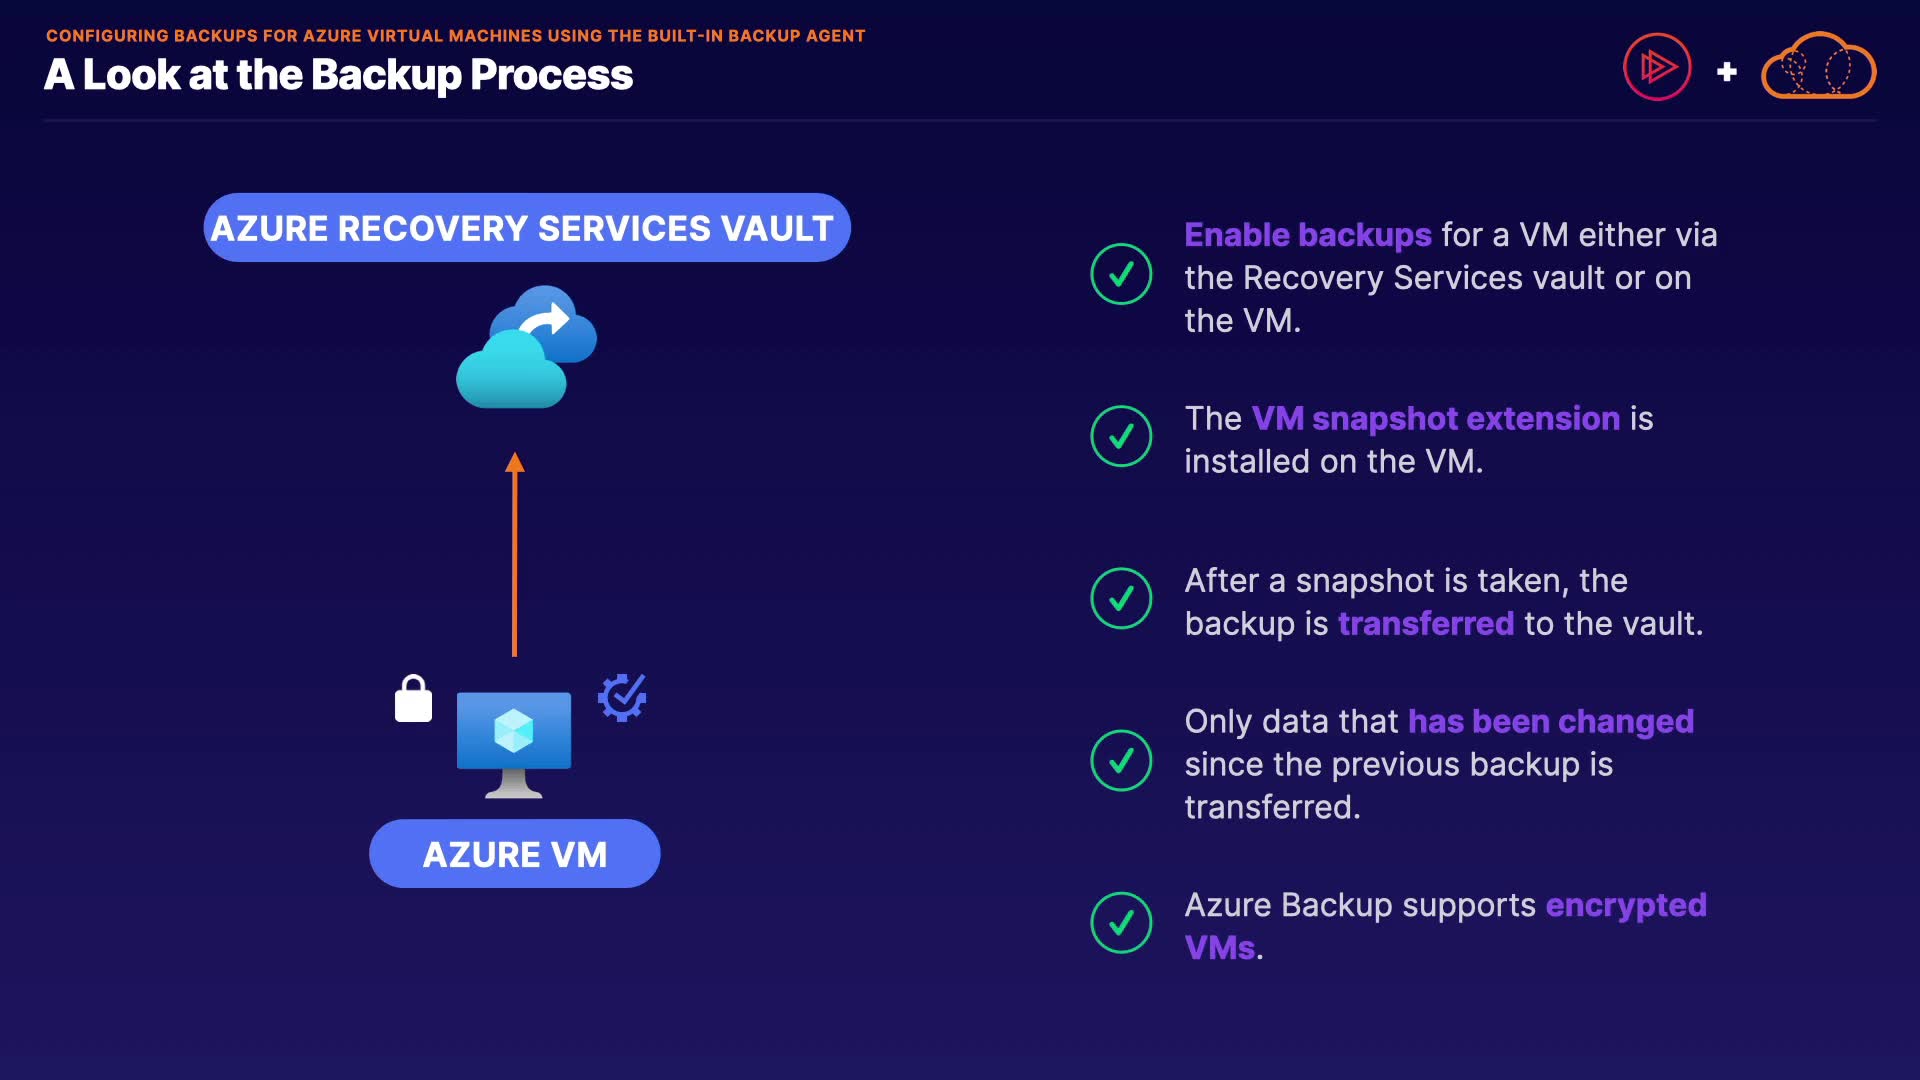 CONFIGURING BACKUPS FOR AZURE VIRTUAL MACHINES USING THE BUILT-IN BACKUP AGENT
A Look at the Backup Process
AZURE RECOVERY SERVICES VAULT
AZURE VM
Enable backups for a VM either via
the Recovery Services vault or on
the VM.
The VM snapshot extension is
installed on the VM.
After a snapshot is taken, the
backup is transferred to the vault.
Only data that has been changed
since the previous backup is
transferred.
Azure Backup supports encrypted
VMs.